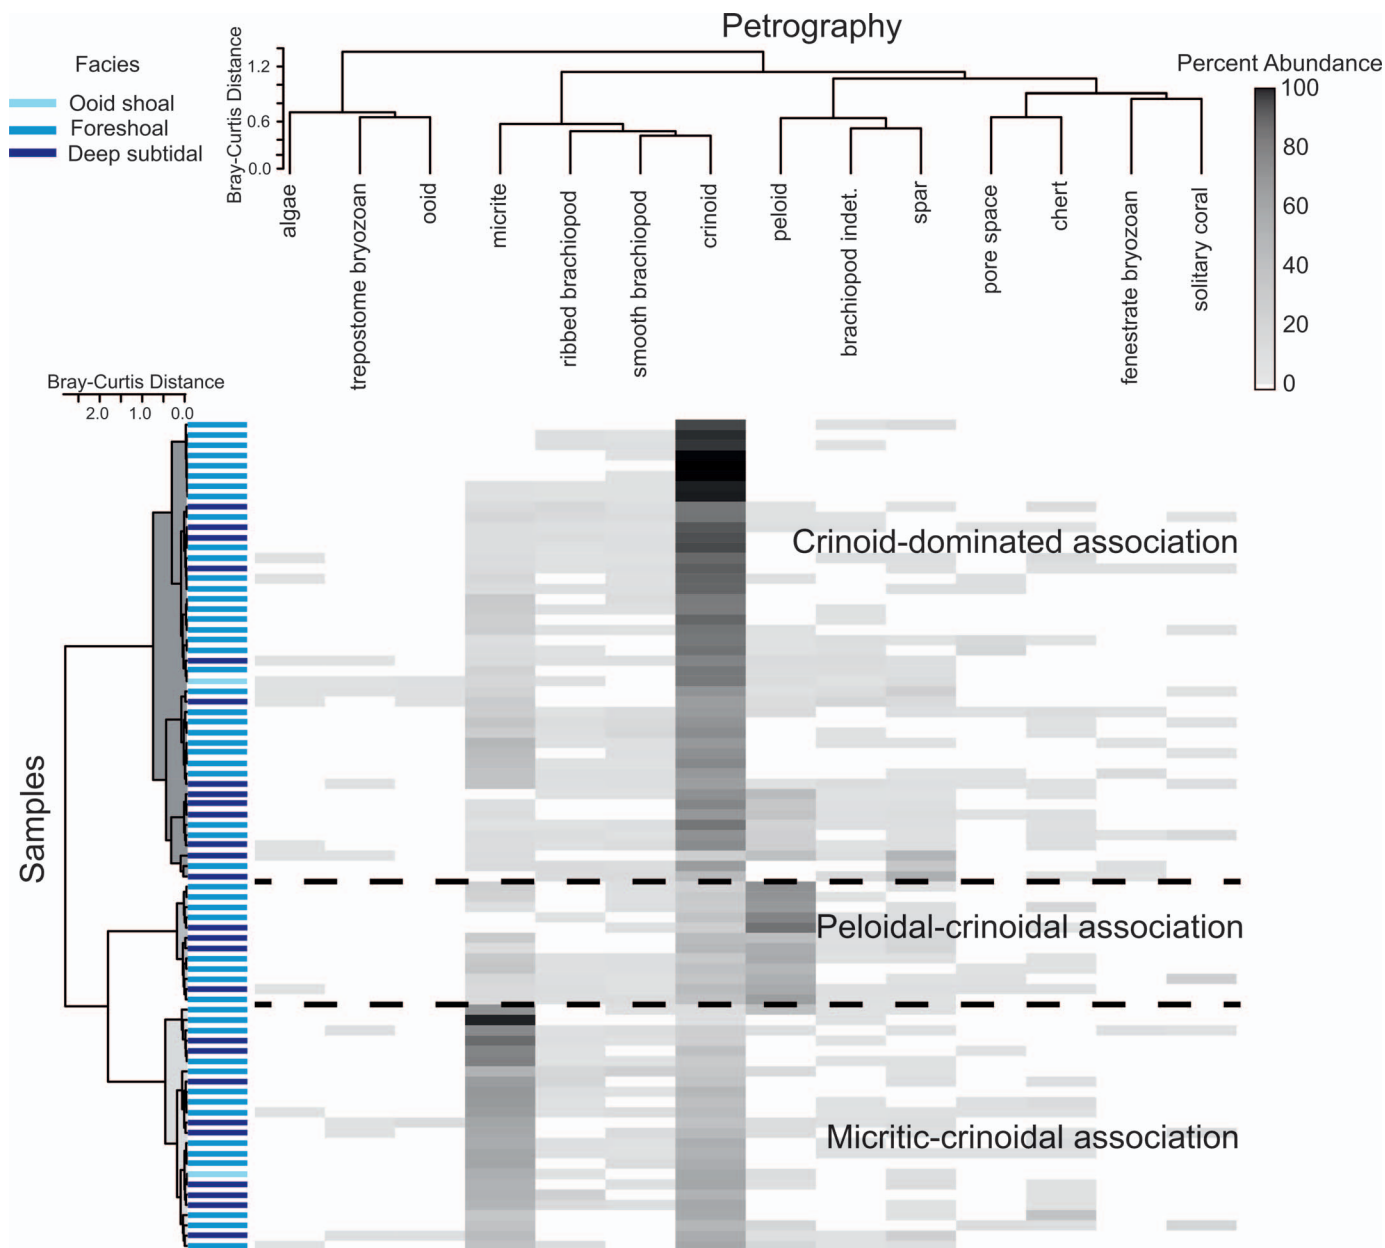 Petrography
Facies
Ooid shoal
Foreshoal
Deep subtidal
Bray-Curtis Distance
1.2
0.6
0.0
Percent Abundance
100
80
60
40
20
0
algae
trepostome bryozoan
ooid
micrite
ribbed brachiopod
smooth brachiopod
crinoid
peloid
brachiopod indet.
spar
pore space
chert
fenestrate bryozoan
solitary coral
Bray-Curtis Distance
2.0 1.0 0.0
Samples
Crinoid-dominated association
Peloidal-crinoidal association
Micritic-crinoidal association